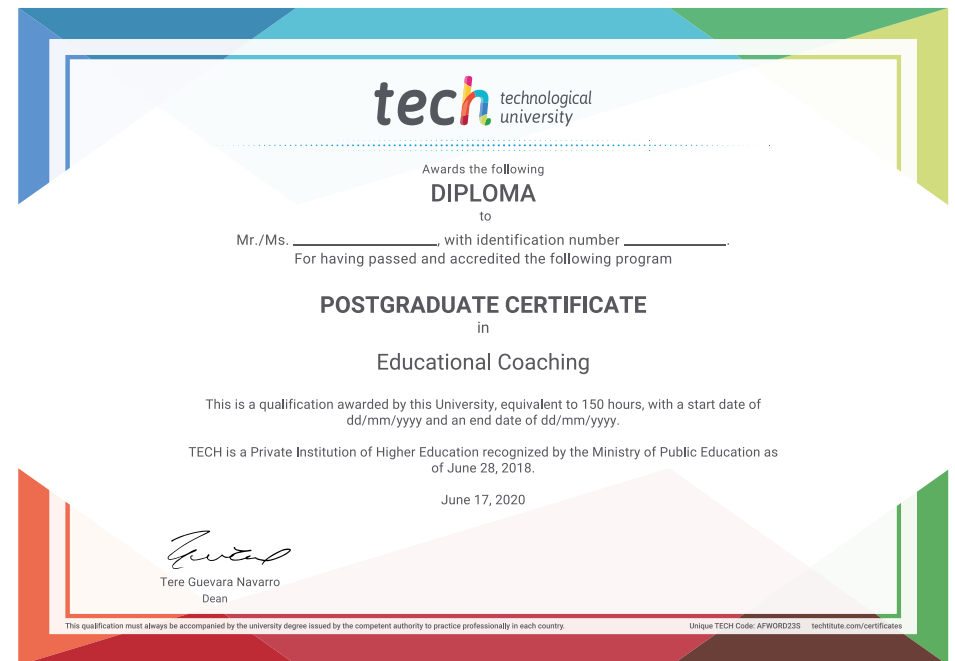 tech technological
university
Awards the following
DIPLOMA
to
Mr./Ms. _________________, with identification number ____________.
For having passed and accredited the following program
POSTGRADUATE CERTIFICATE
in
Educational Coaching
This is a qualification awarded by this University, equivalent to 150 hours, with a start date of
dd/mm/yyyy and an end date of dd/mm/yyyy.
TECH is a Private Institution of Higher Education recognized by the Ministry of Public Education as
of June 28, 2018.
June 17, 2020
Tere Guevara Navarro
Dean
This qualification must always be accompanied by the university degree issued by the competent authority to practice professionally in each country.
Unique TECH Code: AFWORD23S techtitute.com/certificates